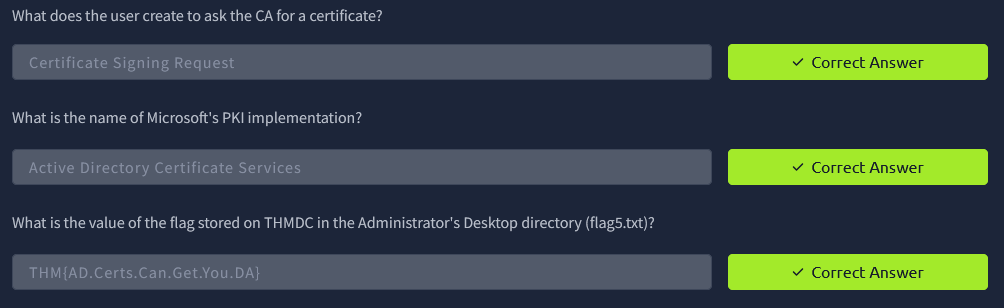 What does the user create to ask the CA for a certificate?
Certificate Signing Request
✓ Correct Answer
What is the name of Microsoft's PKI implementation?
Active Directory Certificate Services
✓ Correct Answer
What is the value of the flag stored on THMDC in the Administrator's Desktop directory (flag5.txt)?
THM{AD.Certs.Can.Get.You.DA}
✓ Correct Answer